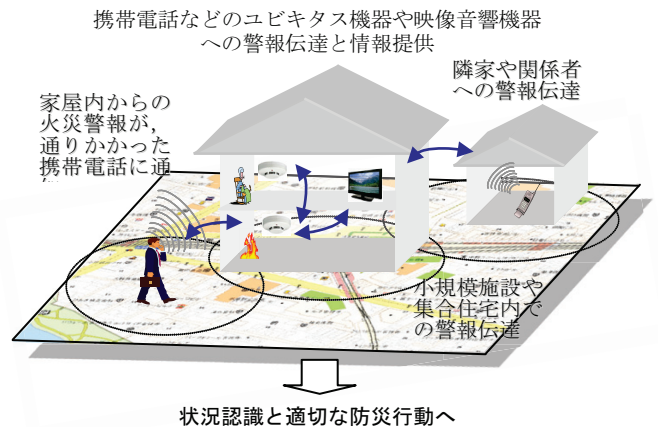 携帯電話などのユビキタス機器や映像音響機器
への警報伝達と情報提供
隣家や関係者
への警報伝達
家屋内からの
火災警報が，
通りかかった
携帯電話に通
小規模施設や
集合住宅内で
の警報伝達
状況認識と適切な防災行動へ